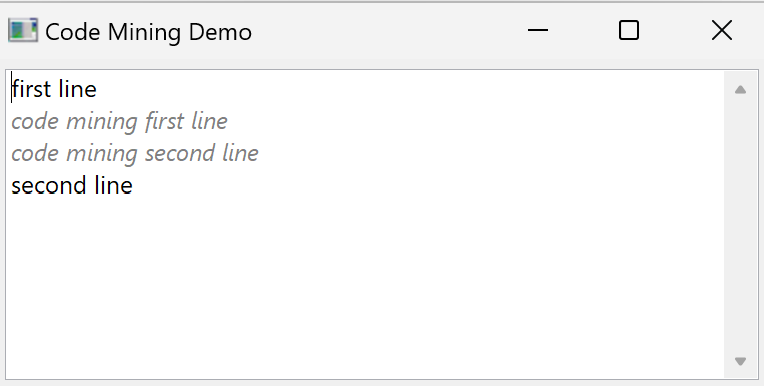 Code Mining Demo
first line
code mining first line
code mining second line
second line